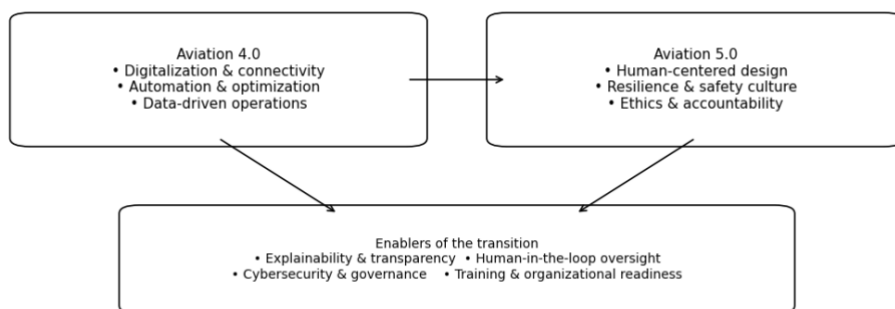 Aviation 4.0
• Digitalization & connectivity
• Automation & optimization
• Data-driven operations
Aviation 5.0
• Human-centered design
• Resilience & safety culture
• Ethics & accountability
Enablers of the transition
• Explainability & transparency • Human-in-the-loop oversight
• Cybersecurity & governance • Training & organizational readiness